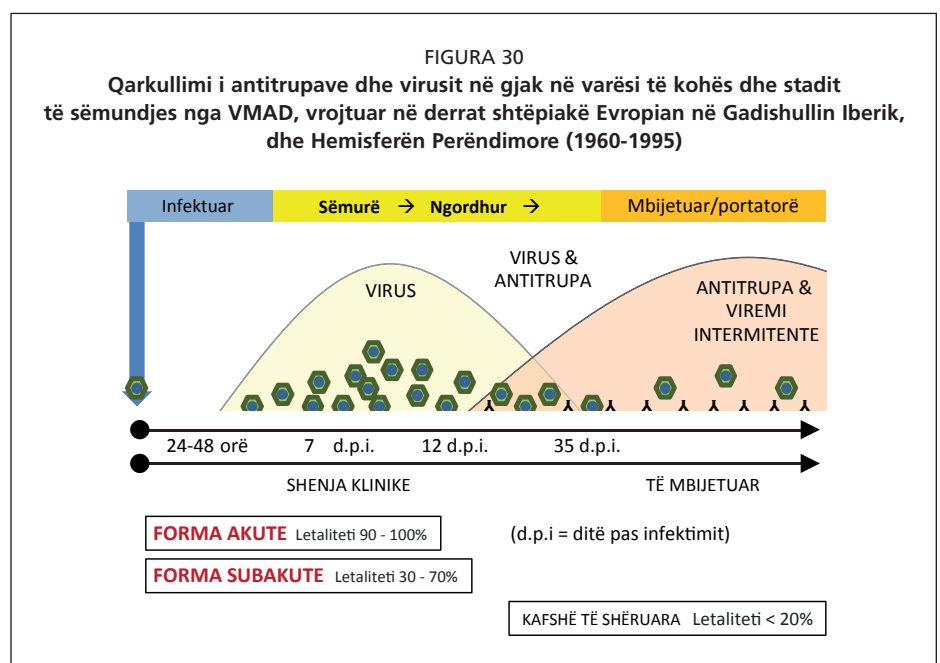 FIGURA 30
Qarkullimi i antitrupave dhe virusit në gjak në varësi të kohës dhe stadit
të sëmundjes nga VMAD, vrojtuar në derrat shtëpiakë Evropian në Gadishullin Iberik,
dhe Hemisferën Perëndimore (1960-1995)
Infektuar Sëmurë → Ngordhur → Mbijetuar/portatorë
VIRUS
VIRUS &
ANTITRUPA
ANTITRUPA &
VIREMI
INTERMITENTE
24-48 orë 7 d.p.i. 12 d.p.i. 35 d.p.i.
SHENJA KLINIKE TË MBIJETUAR
FORMA AKUTE Letaliteti 90 - 100% (d.p.i = ditë pas infektimit)
FORMA SUBAKUTE Letaliteti 30 - 70%
KAFSHË TË SHËRUARA Letaliteti < 20%